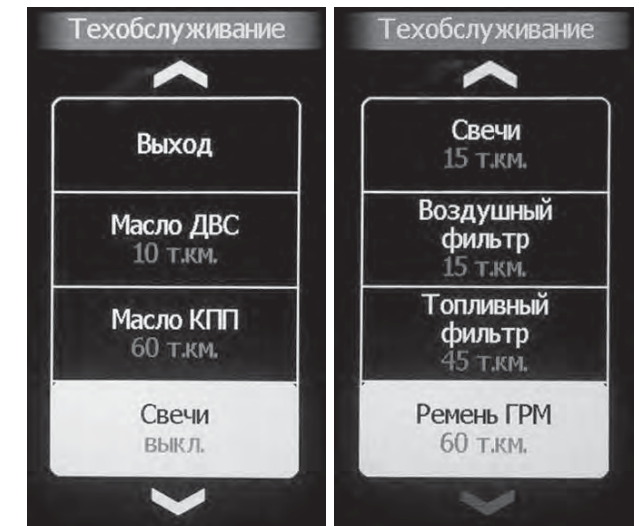 Техобслуживание
Выход
Масло ДВС
10 т.км.
Масло КПП
60 т.км.
Свечи
выкл.
Техобслуживание
Свечи
15 т.км.
Воздушный
фильтр
15 т.км.
Топливный
фильтр
45 т.км.
Ремень ГРМ
60 т.км.